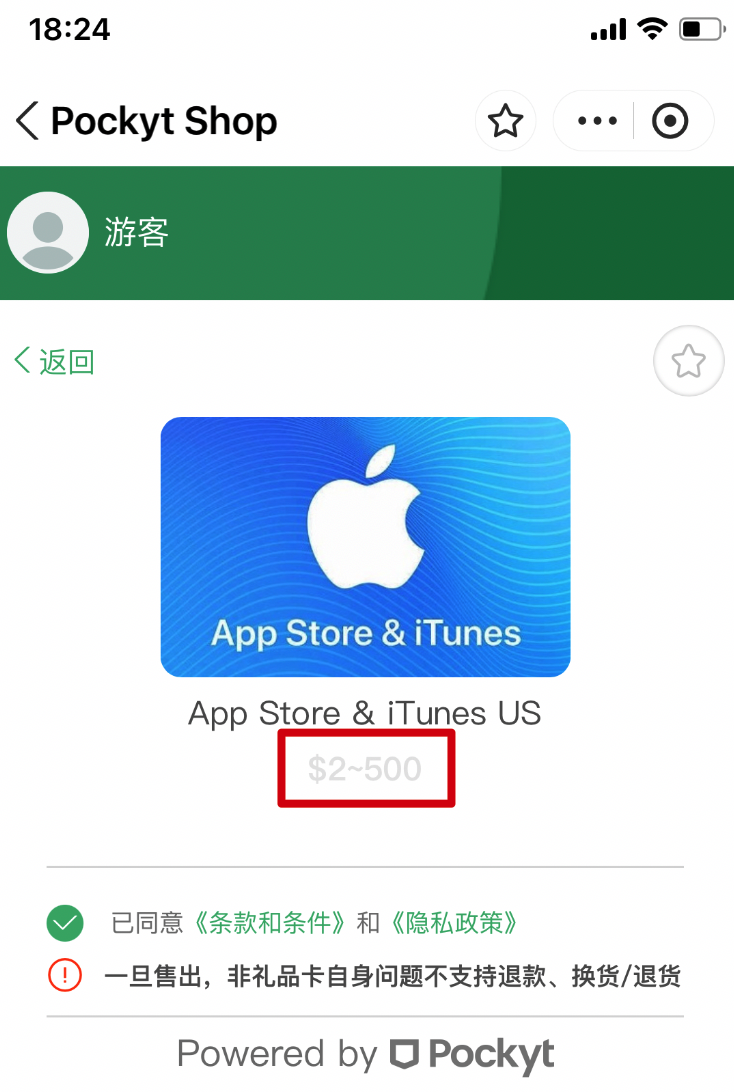 18:24
Pockyt Shop
游客
返回
App Store & iTunes
App Store & iTunes US
$2~500
已同意《条款和条件》和《隐私政策》
一旦售出，非礼品卡自身问题不支持退款、换货/退货
Powered by Pockyt